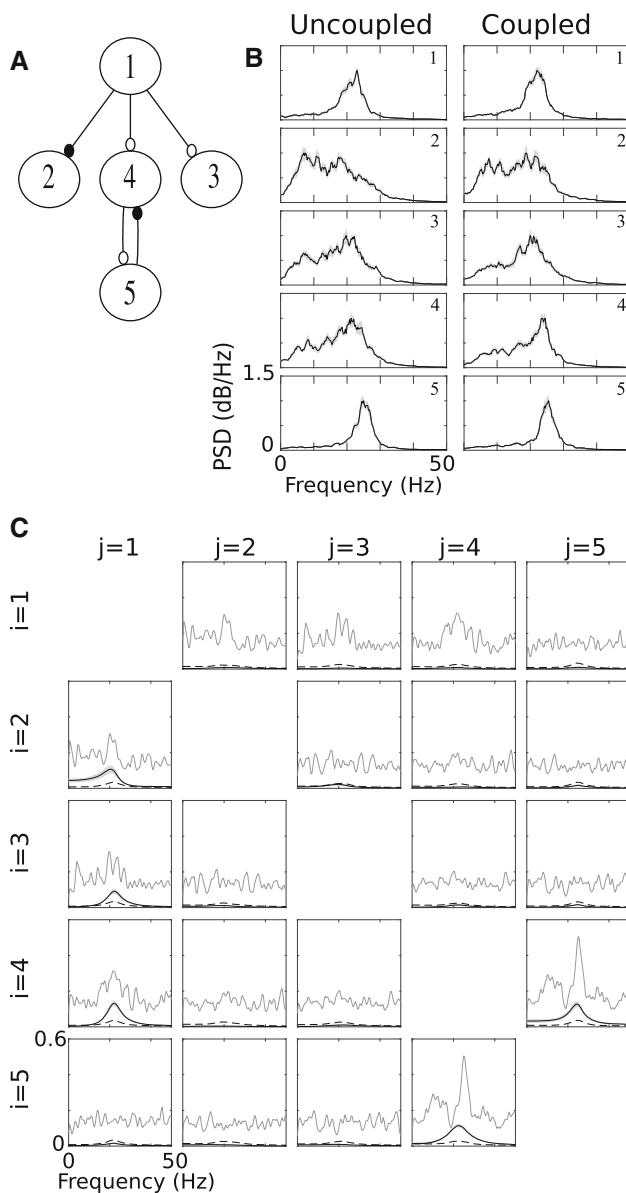 A
1
2
4
3
5
B
Uncoupled
Coupled
1
1
2
2
3
3
4
4
5
5
PSD (dB/Hz)
1.5
0
0
50
Frequency (Hz)
C
j=1
j=2
j=3
j=4
j=5
i=1
i=2
i=3
i=4
i=5
0.6
0
0
50
Frequency (Hz)